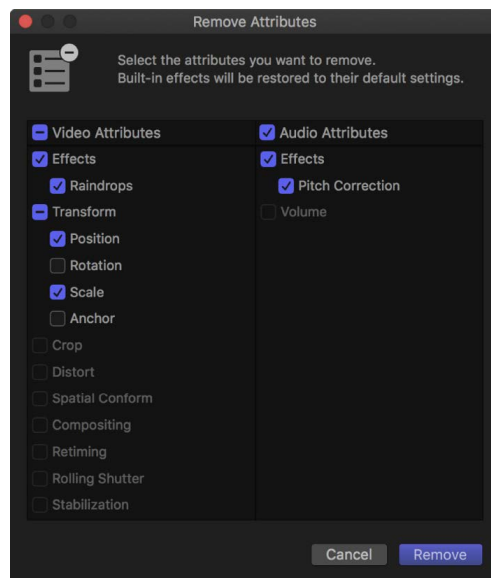 Remove Attributes
Select the attributes you want to remove.
Built-in effects will be restored to their default settings.
Video Attributes
Effects
Raindrops
Transform
Position
Rotation
Scale
Anchor
Crop
Distort
Spatial Conform
Compositing
Retiming
Rolling Shutter
Stabilization
Audio Attributes
Effects
Pitch Correction
Volume
Cancel
Remove